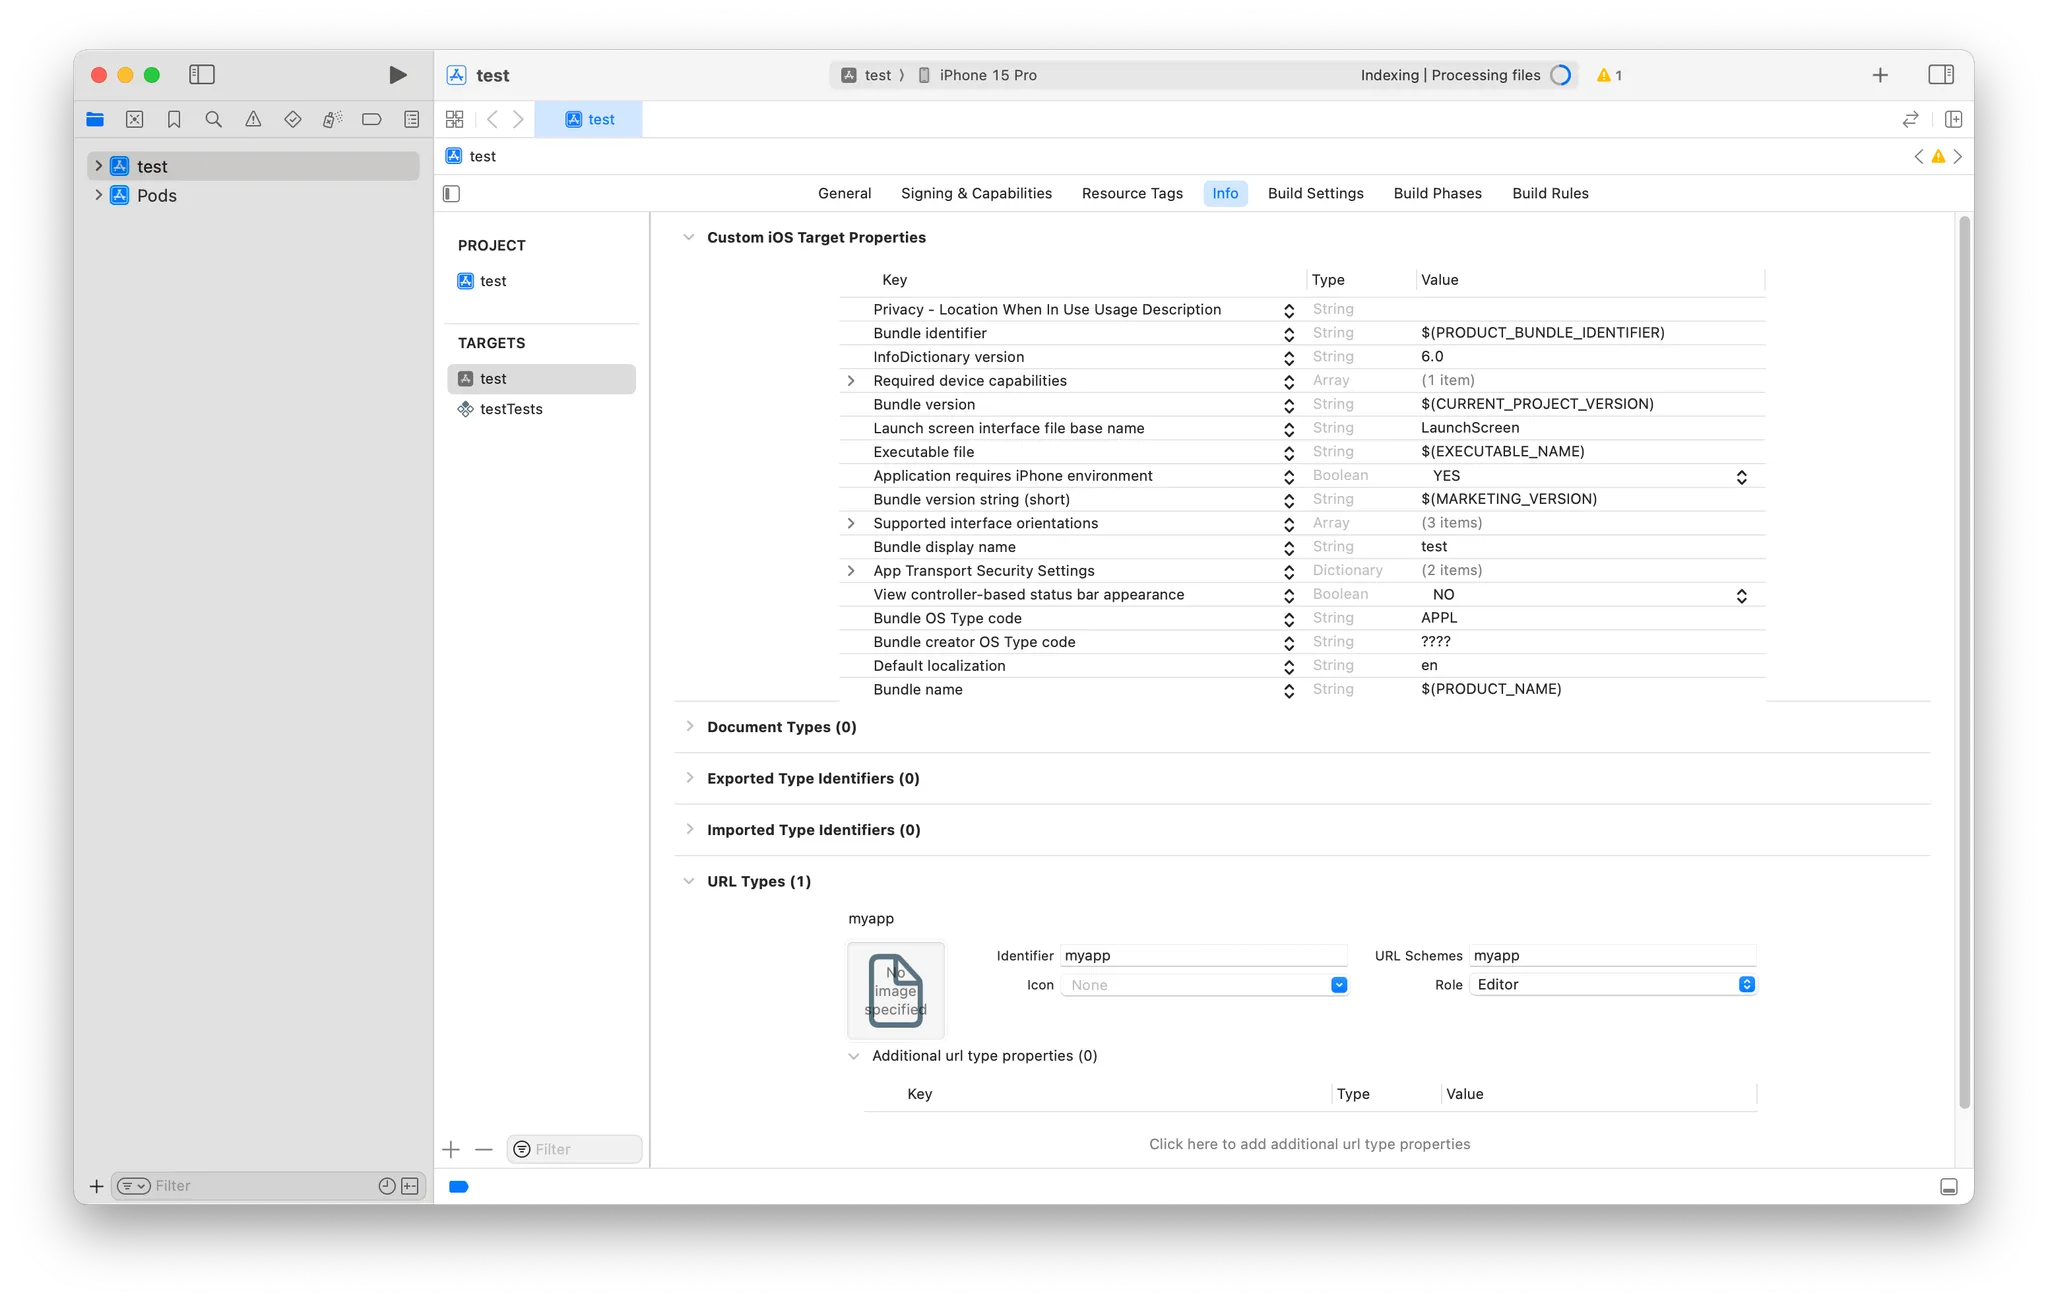 test
test
iPhone 15 Pro
Indexing | Processing files
1
test
test
test
Pods
General
Signing & Capabilities
Resource Tags
Info
Build Settings
Build Phases
Build Rules
PROJECT
test
TARGETS
test
testTests
Custom iOS Target Properties
Key Type Value
Privacy - Location When In Use Usage Description String
Bundle identifier String $(PRODUCT_BUNDLE_IDENTIFIER)
InfoDictionary version String 6.0
Required device capabilities Array (1 item)
Bundle version String $(CURRENT_PROJECT_VERSION)
Launch screen interface file base name String LaunchScreen
Executable file String $(EXECUTABLE_NAME)
Application requires iPhone environment Boolean YES
Bundle version string (short) String $(MARKETING_VERSION)
Supported interface orientations Array (3 items)
Bundle display name String test
App Transport Security Settings Dictionary (2 items)
View controller-based status bar appearance Boolean NO
Bundle OS Type code String APPL
Bundle creator OS Type code String ????
Default localization String en
Bundle name String $(PRODUCT_NAME)
Document Types (0)
Exported Type Identifiers (0)
Imported Type Identifiers (0)
URL Types (1)
myapp
No
image
specified
Identifier myapp
URL Schemes myapp
Icon None
Role Editor
Additional url type properties (0)
Key Type Value
Click here to add additional url type properties
Filter
Filter